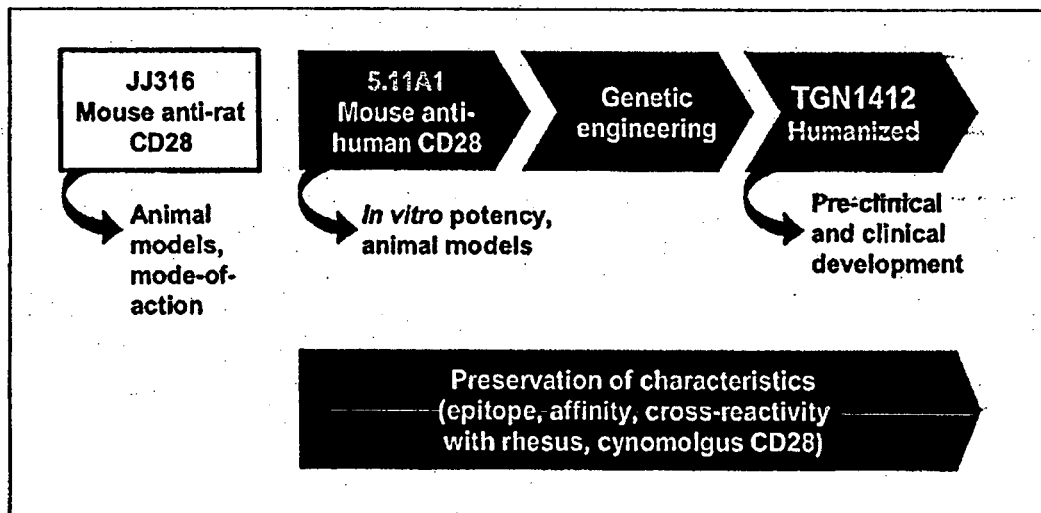 JJ316
Mouse anti-rat
CD28
5.11A1
Mouse anti-
human CD28
Genetic
engineering
TGN1412
Humanized
Animal
models,
mode-of-
action
In vitro potency,
animal models
Pre-clinical
and clinical
development
Preservation of characteristics
(epitope, affinity, cross-reactivity
with rhesus, cynomolgus CD28)